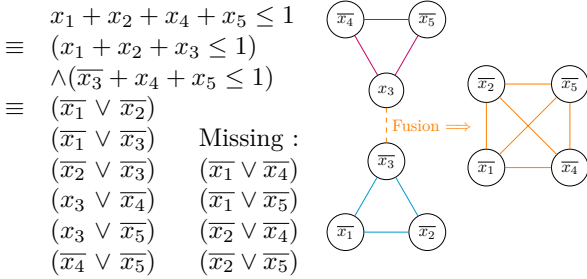 x₁ + x₂ + x₄ + x₅ ≤ 1
≡ (x₁ + x₂ + x₃ ≤ 1)
∧(x̅₃ + x₄ + x₅ ≤ 1)
≡ (x̅₁ ∨ x̅₂)
(x̅₁ ∨ x̅₃) Missing :
(x̅₂ ∨ x̅₃) (x̅₁ ∨ x̅₄)
(x₃ ∨ x̅₄) (x̅₁ ∨ x̅₅)
(x₃ ∨ x̅₅) (x̅₂ ∨ x̅₄)
(x̅₄ ∨ x̅₅) (x̅₂ ∨ x̅₅)
x̅₄ x̅₅
x₃
Fusion ⟹
x̅₃
x̅₁ x̅₂
x̅₂ x̅₅
x̅₁ x̅₄